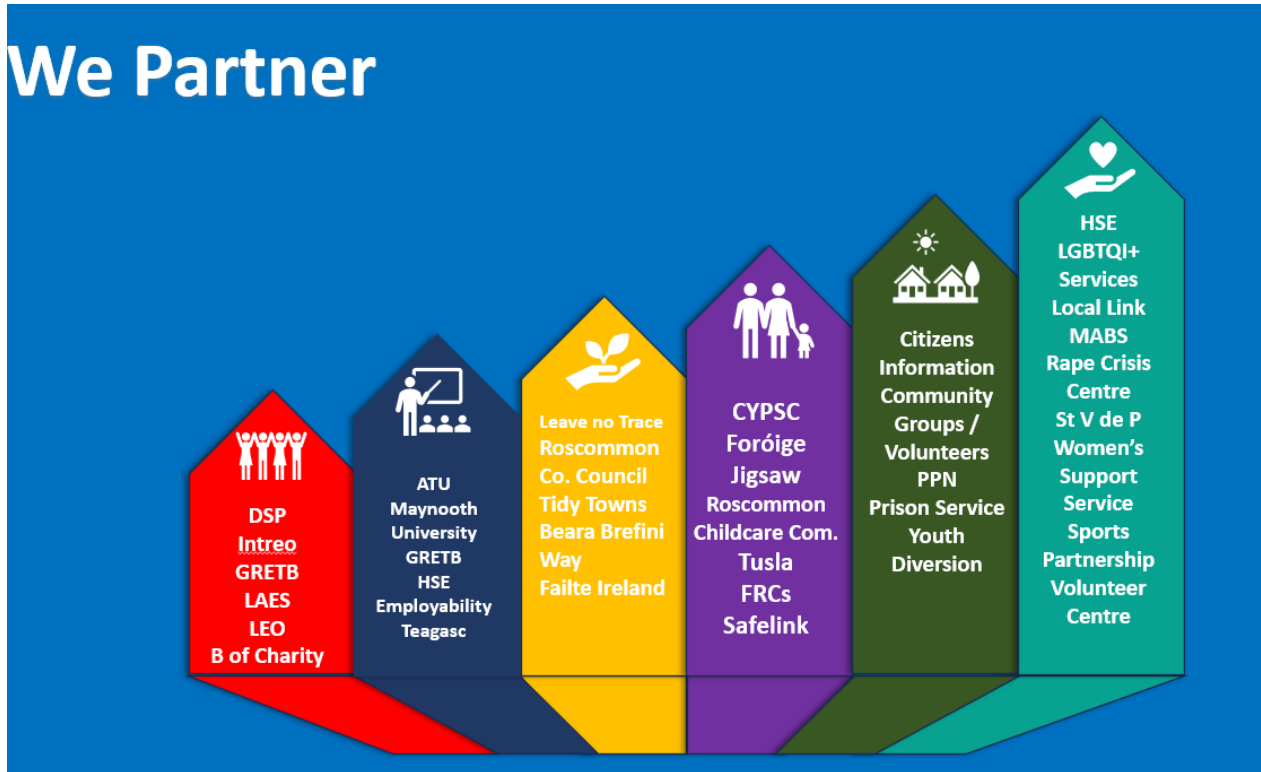 We Partner
DSP
Intreo
GRETB
LAES
LEO
B of Charity
ATU
Maynooth
University
GRETB
HSE
Employability
Teagasc
Leave no Trace
Roscommon
Co. Council
Tidy Towns
Beara Brefini
Way
Failte Ireland
CYPSC
Foróige
Jigsaw
Roscommon
Childcare Com.
Tusla
FRCs
Safelink
Citizens
Information
Community
Groups /
Volunteers
PPN
Prison Service
Youth
Diversion
HSE
LGBTQI+
Services
Local Link
MABS
Rape Crisis
Centre
St V de P
Women’s
Support
Service
Sports
Partnership
Volunteer
Centre